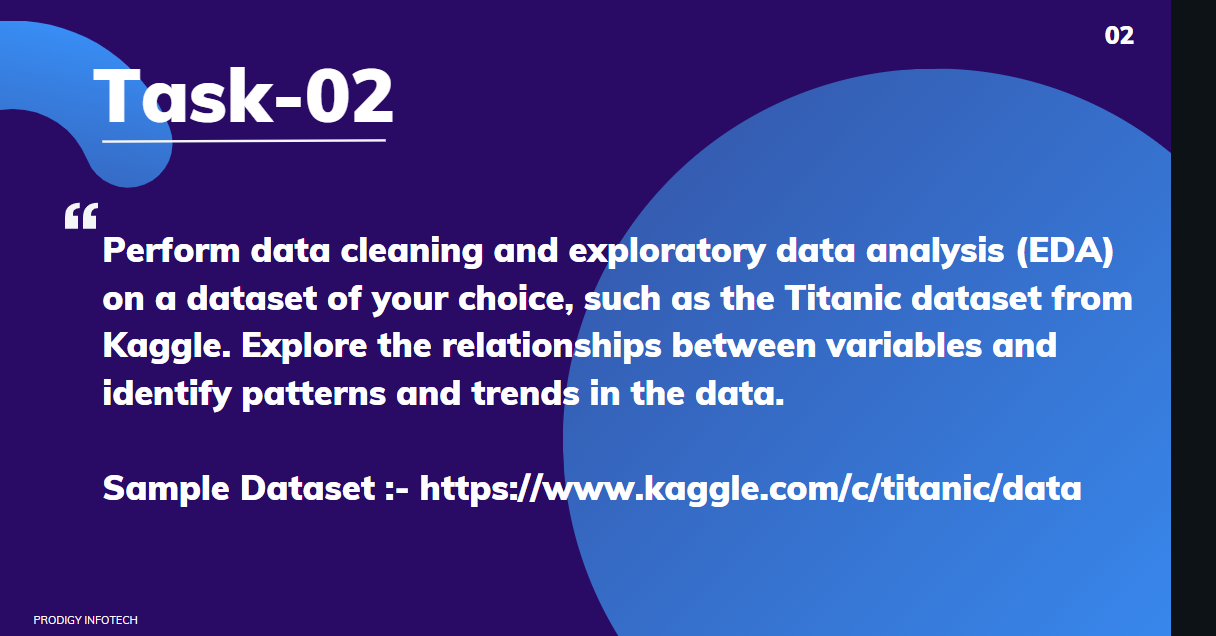 02
Task-02
“
Perform data cleaning and exploratory data analysis (EDA)
on a dataset of your choice, such as the Titanic dataset from
Kaggle. Explore the relationships between variables and
identify patterns and trends in the data.
Sample Dataset :- https://www.kaggle.com/c/titanic/data
PRODIGY INFOTECH